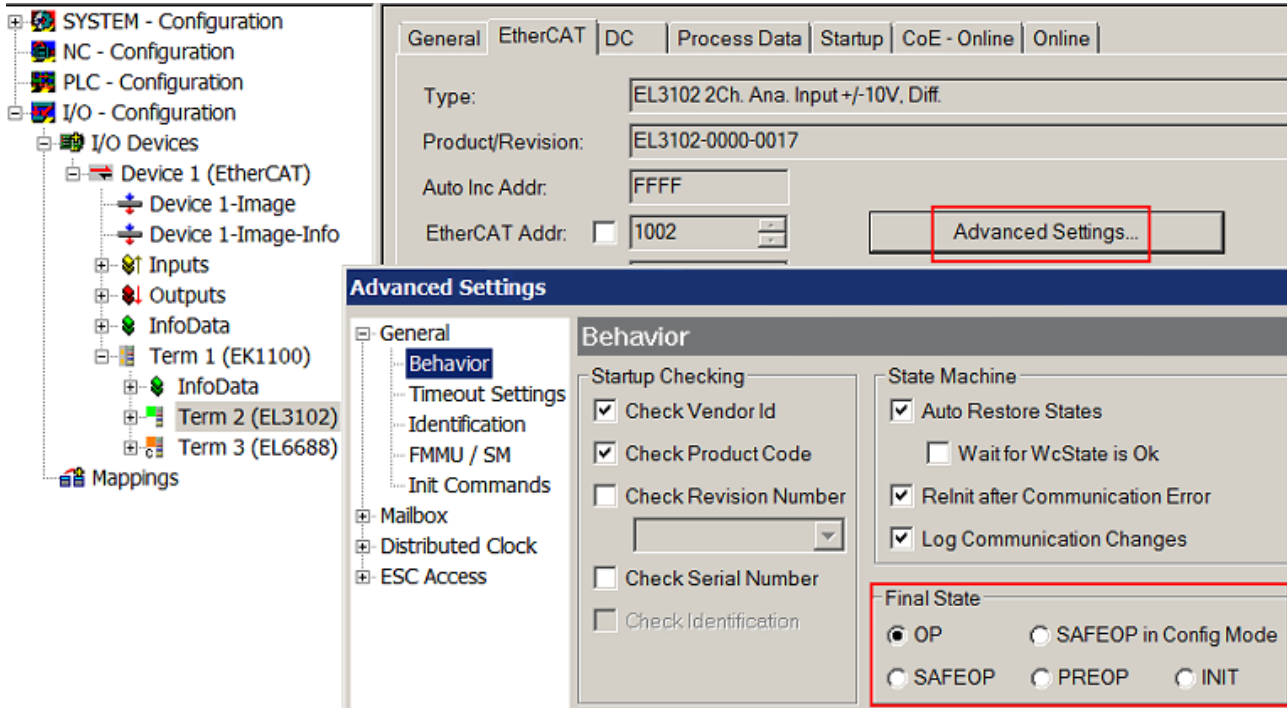 SYSTEM - Configuration
NC - Configuration
PLC - Configuration
I/O - Configuration
I/O Devices
Device 1 (EtherCAT)
Device 1-Image
Device 1-Image-Info
Inputs
Outputs
InfoData
Term 1 (EK1100)
InfoData
Term 2 (EL3102)
Term 3 (EL6688)
Mappings
General EtherCAT DC Process Data Startup CoE - Online Online
Type: EL3102 2Ch. Ana. Input +/-10V, Diff.
Product/Revision: EL3102-0000-0017
Auto Inc Addr: FFFF
EtherCAT Addr: 1002 Advanced Settings...
Advanced Settings
General
Behavior
Timeout Settings
Identification
FMMU / SM
Init Commands
Mailbox
Distributed Clock
ESC Access
Behavior
Startup Checking
Check Vendor Id
Check Product Code
Check Revision Number
Check Serial Number
Check Identification
State Machine
Auto Restore States
Wait for WcState is Ok
ReInit after Communication Error
Log Communication Changes
Final State
OP SAFEOP in Config Mode
SAFEOP PREOP INIT